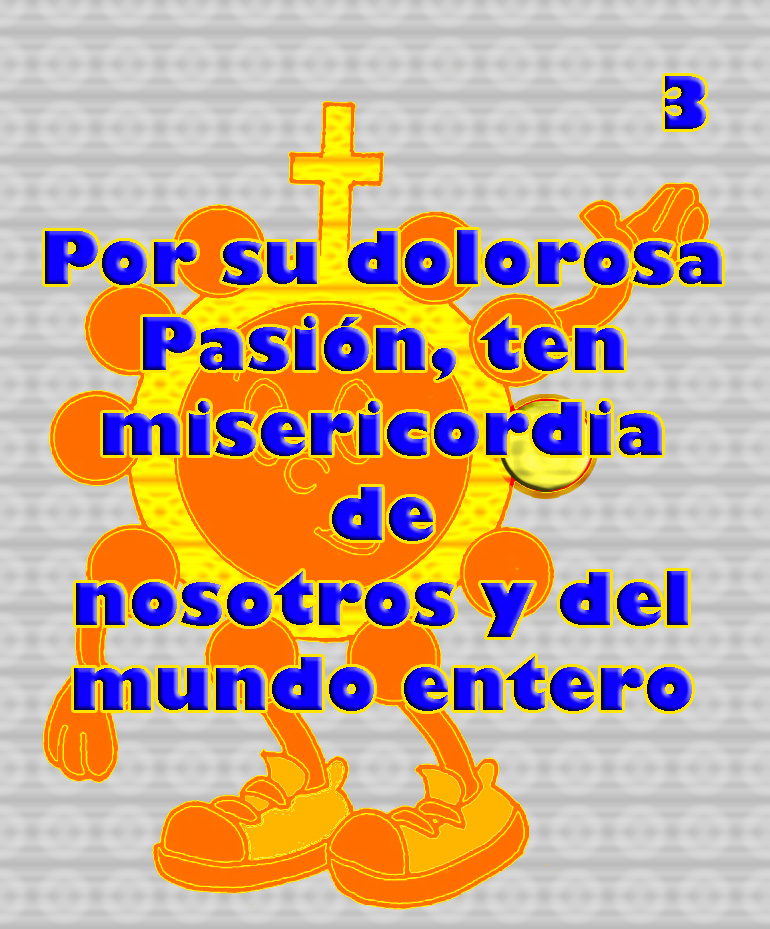 3
Por su dolorosa
Pasión, ten
misericordia
de
nosotros y del
mundo entero